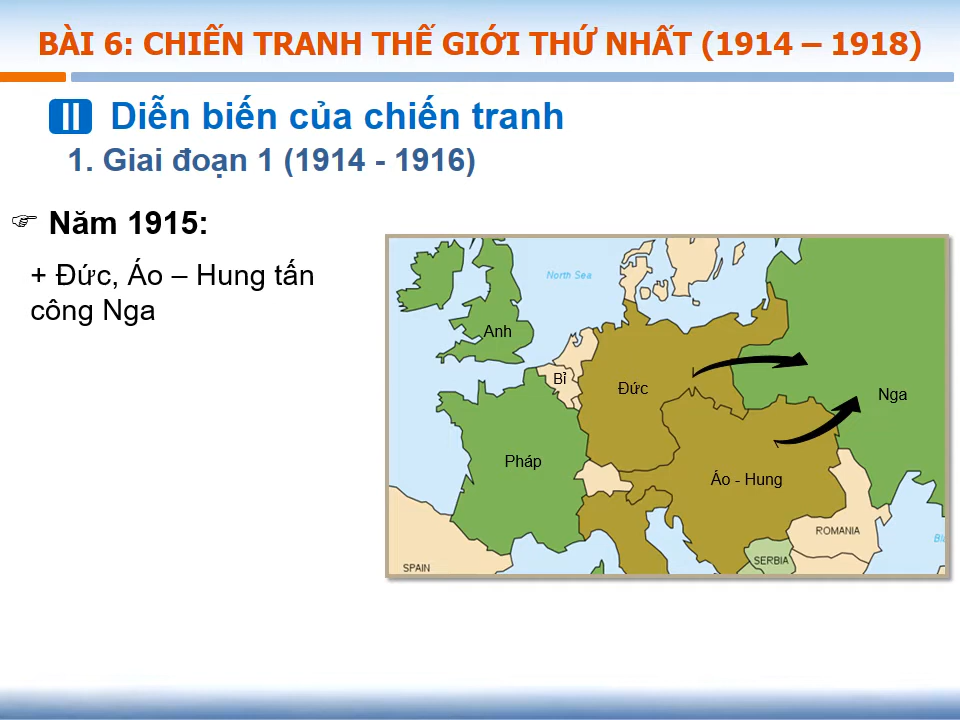 BÀI 6: CHIẾN TRANH THẾ GIỚI THỨ NHẤT (1914 – 1918)
II Diễn biến của chiến tranh
1. Giai đoạn 1 (1914 - 1916)
☞ Năm 1915:
+ Đức, Áo – Hung tấn
công Nga
North Sea
Anh
Bỉ
Đức
Nga
Pháp
Áo - Hung
ROMANIA
SERBIA
SPAIN